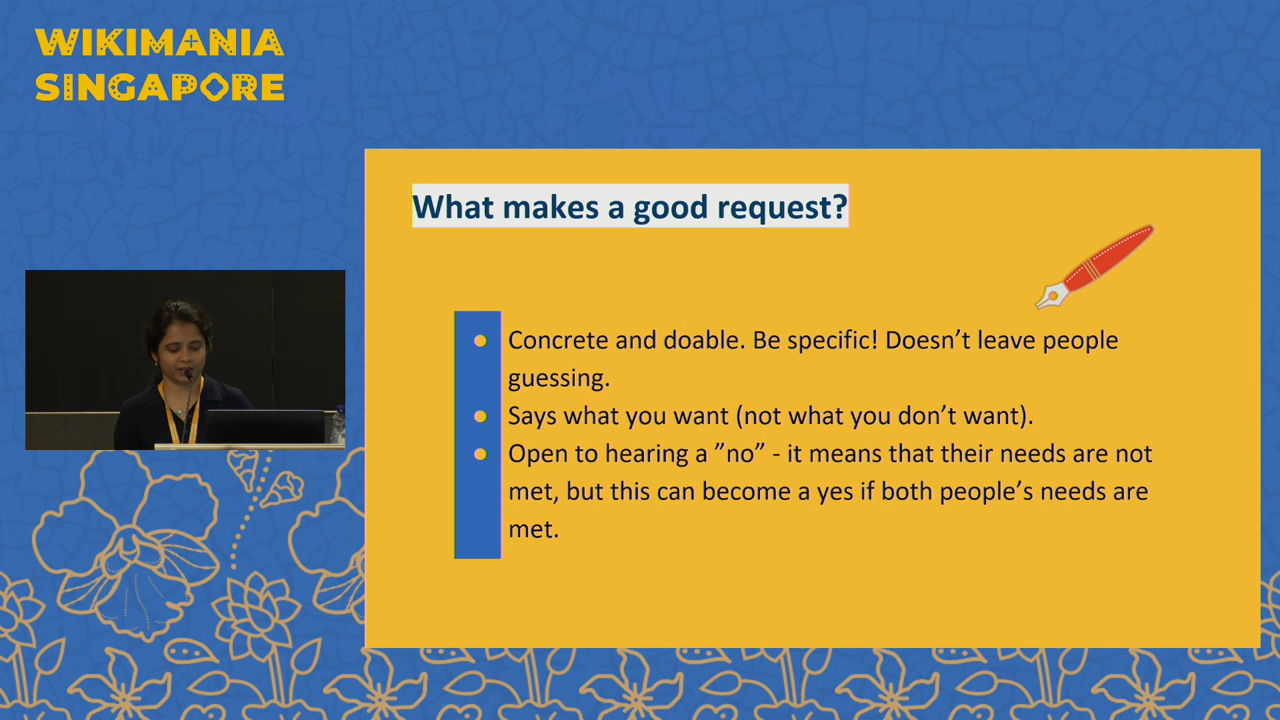 WIKIMANIA
SINGAPORE
What makes a good request?
Concrete and doable. Be specific! Doesn’t leave people
guessing.
Says what you want (not what you don’t want).
Open to hearing a ”no” - it means that their needs are not
met, but this can become a yes if both people’s needs are
met.